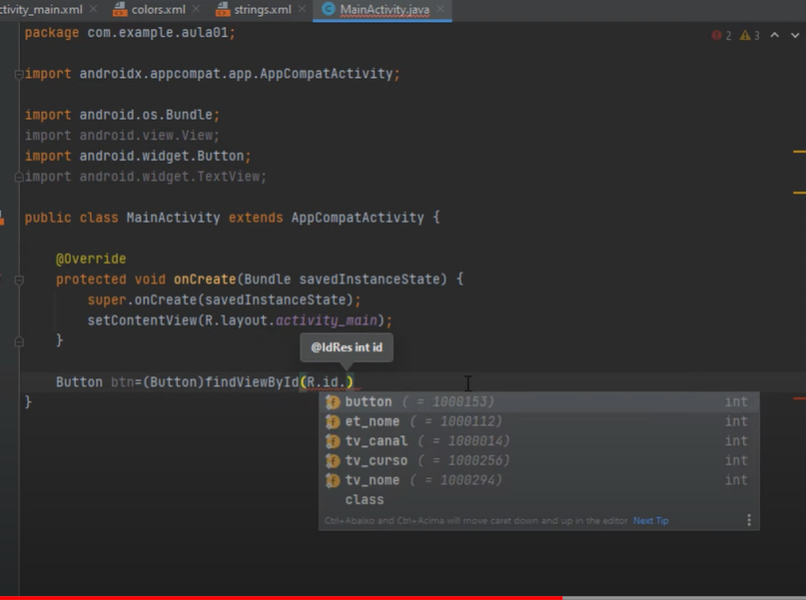 ctivity_main.xml colors.xml strings.xml MainActivity.java
package com.example.aula01; 2 3
import androidx.appcompat.app.AppCompatActivity;
import android.os.Bundle;
import android.view.View;
import android.widget.Button;
import android.widget.TextView;
public class MainActivity extends AppCompatActivity {
@Override
protected void onCreate(Bundle savedInstanceState) {
super.onCreate(savedInstanceState);
setContentView(R.layout.activity_main);
}
@IdRes int id
Button btn=(Button)findViewById(R.id.)
}
button ( = 1000153) int
et_nome ( = 1000112) int
tv_canal ( = 1000014) int
tv_curso ( = 1000256) int
tv_nome ( = 1000294) int
class
Ctrl+Abaixo and Ctrl+Acima will move caret down and up in the editor Next Tip